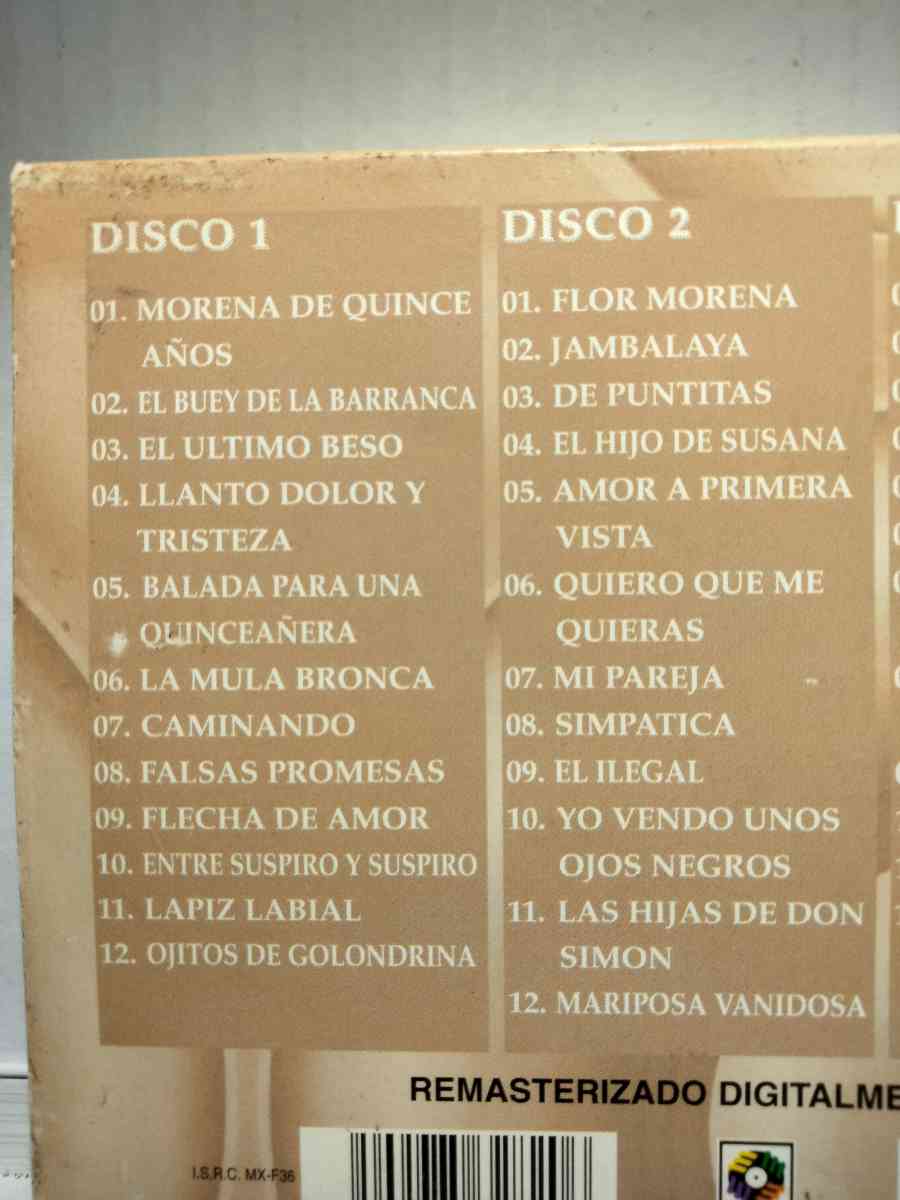 DISCO 1
01. MORENA DE QUINCE
AÑOS
02. EL BUEY DE LA BARRANCA
03. EL ULTIMO BESO
04. LLANTO DOLOR Y
TRISTEZA
05. BALADA PARA UNA
QUINCEAÑERA
06. LA MULA BRONCA
07. CAMINANDO
08. FALSAS PROMESAS
09. FLECHA DE AMOR
10. ENTRE SUSPIRO Y SUSPIRO
11. LAPIZ LABIAL
12. OJITOS DE GOLONDRINA
DISCO 2
01. FLOR MORENA
02. JAMBALAYA
03. DE PUNTITAS
04. EL HIJO DE SUSANA
05. AMOR A PRIMERA
VISTA
06. QUIERO QUE ME
QUIERAS
07. MI PAREJA
08. SIMPATICA
09. EL ILEGAL
10. YO VENDO UNOS
OJOS NEGROS
11. LAS HIJAS DE DON
SIMON
12. MARIPOSA VANIDOSA
REMASTERIZADO DIGITALME
I.S.R.C. MX-F36